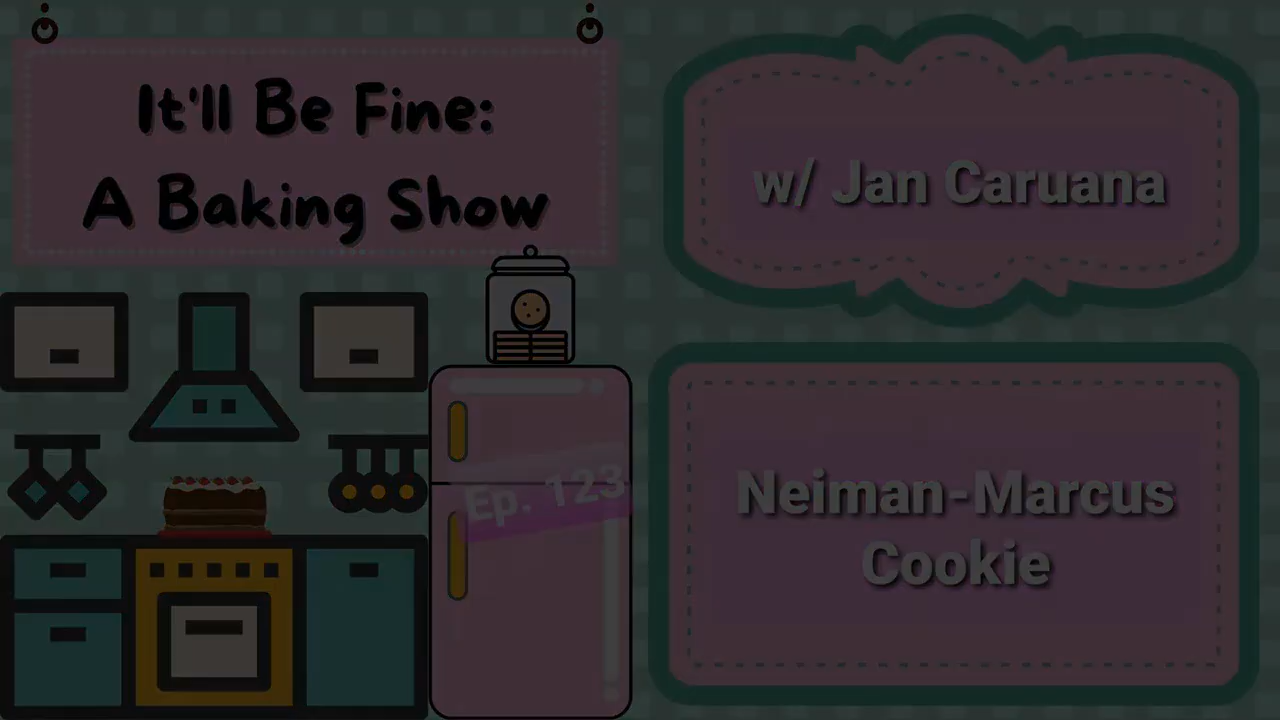 It'll Be Fine:
A Baking Show
w/ Jan Caruana
Ep. 123
Neiman-Marcus
Cookie